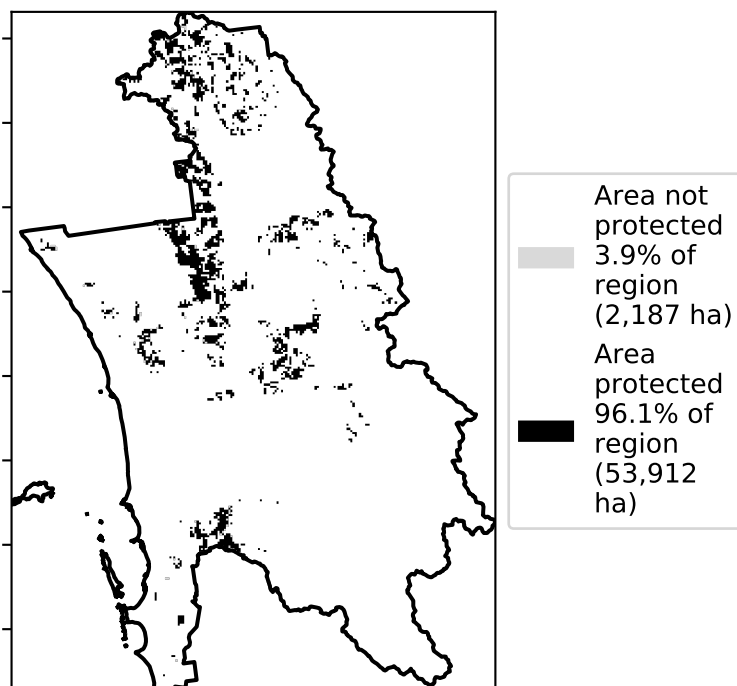 Area not
protected
3.9% of
region
(2,187 ha)
Area
protected
96.1% of
region
(53,912
ha)